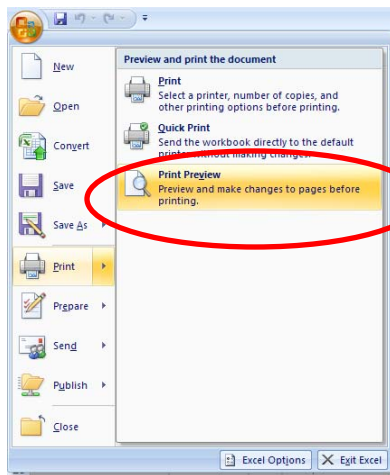 New
Open
Convert
Save
Save As
Print
Prepare
Send
Publish
Close
Preview and print the document
Print
Select a printer, number of copies, and
other printing options before printing.
Quick Print
Send the workbook directly to the default
printer without making changes.
Print Preview
Preview and make changes to pages before
printing.
Excel Options
Exit Excel